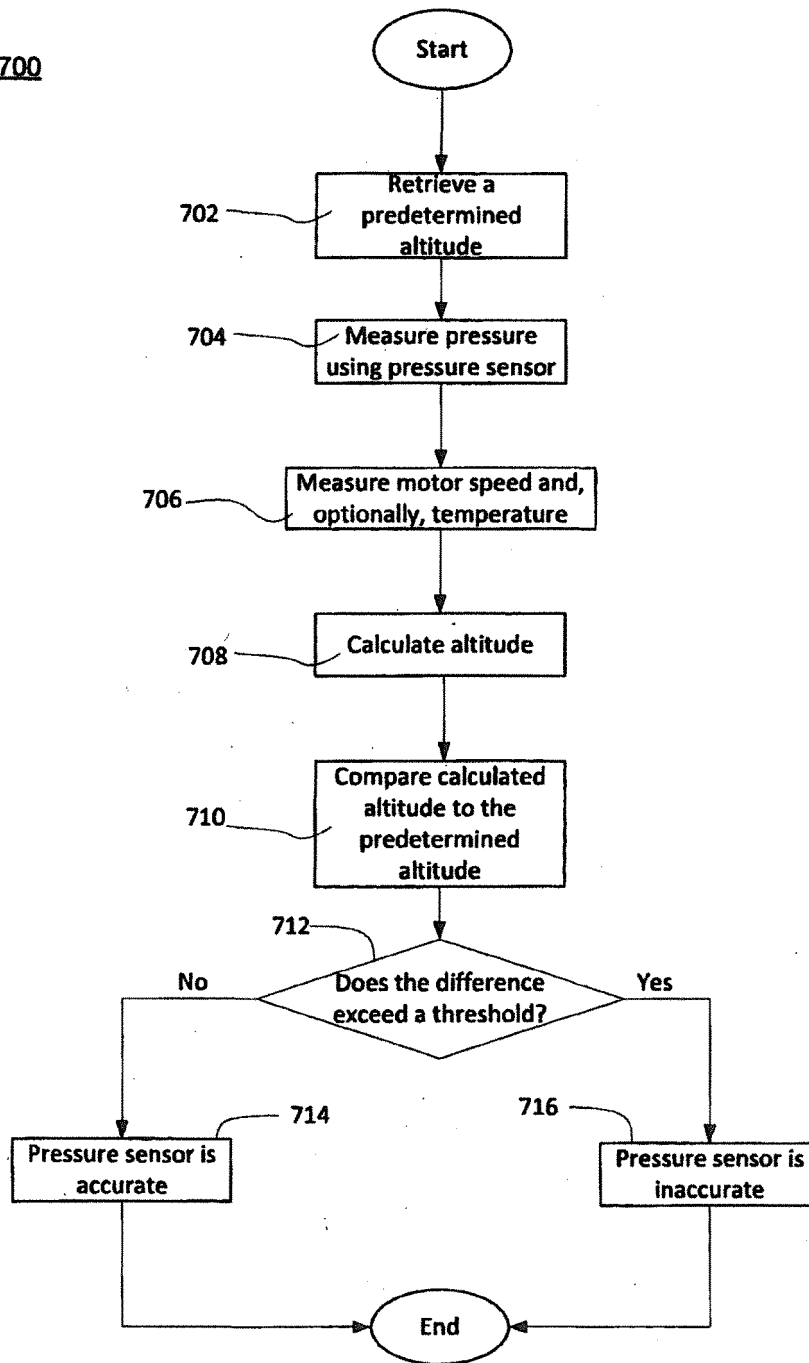 700
Start
702
Retrieve a
predetermined
altitude
704
Measure pressure
using pressure sensor
706
Measure motor speed and,
optionally, temperature
708
Calculate altitude
710
Compare calculated
altitude to the
predetermined
altitude
712
Does the difference
exceed a threshold?
No
Yes
714
Pressure sensor is
accurate
716
Pressure sensor is
inaccurate
End